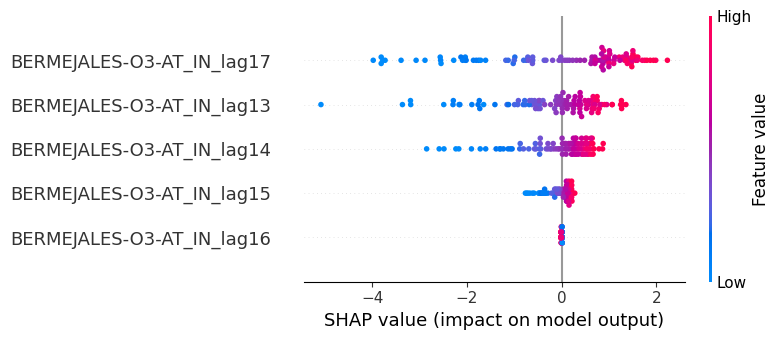 High
BERMEJALES-O3-AT_IN_lag17
BERMEJALES-O3-AT_IN_lag13
BERMEJALES-O3-AT_IN_lag14
BERMEJALES-O3-AT_IN_lag15
BERMEJALES-O3-AT_IN_lag16
Feature value
Low
−4 −2 0 2
SHAP value (impact on model output)